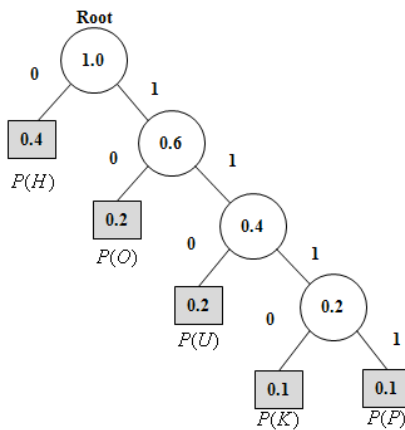 Root
1.0
0 1
0.4 0.6
P(H) 0 1
0.2 0.4
P(O) 0 1
0.2 0.2
P(U) 0 1
0.1 0.1
P(K) P(P)